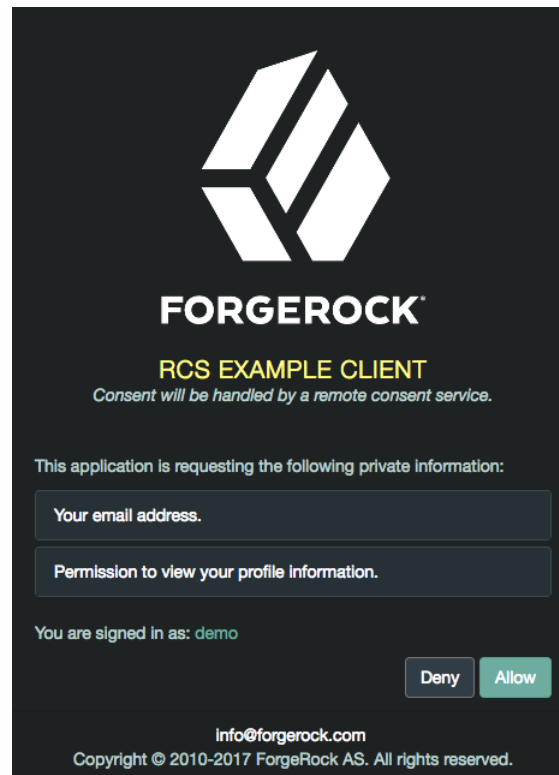 FORGEROCK®
RCS EXAMPLE CLIENT
Consent will be handled by a remote consent service.
This application is requesting the following private information:
Your email address.
Permission to view your profile information.
You are signed in as: demo
Deny Allow
info@forgerock.com
Copyright © 2010-2017 ForgeRock AS. All rights reserved.